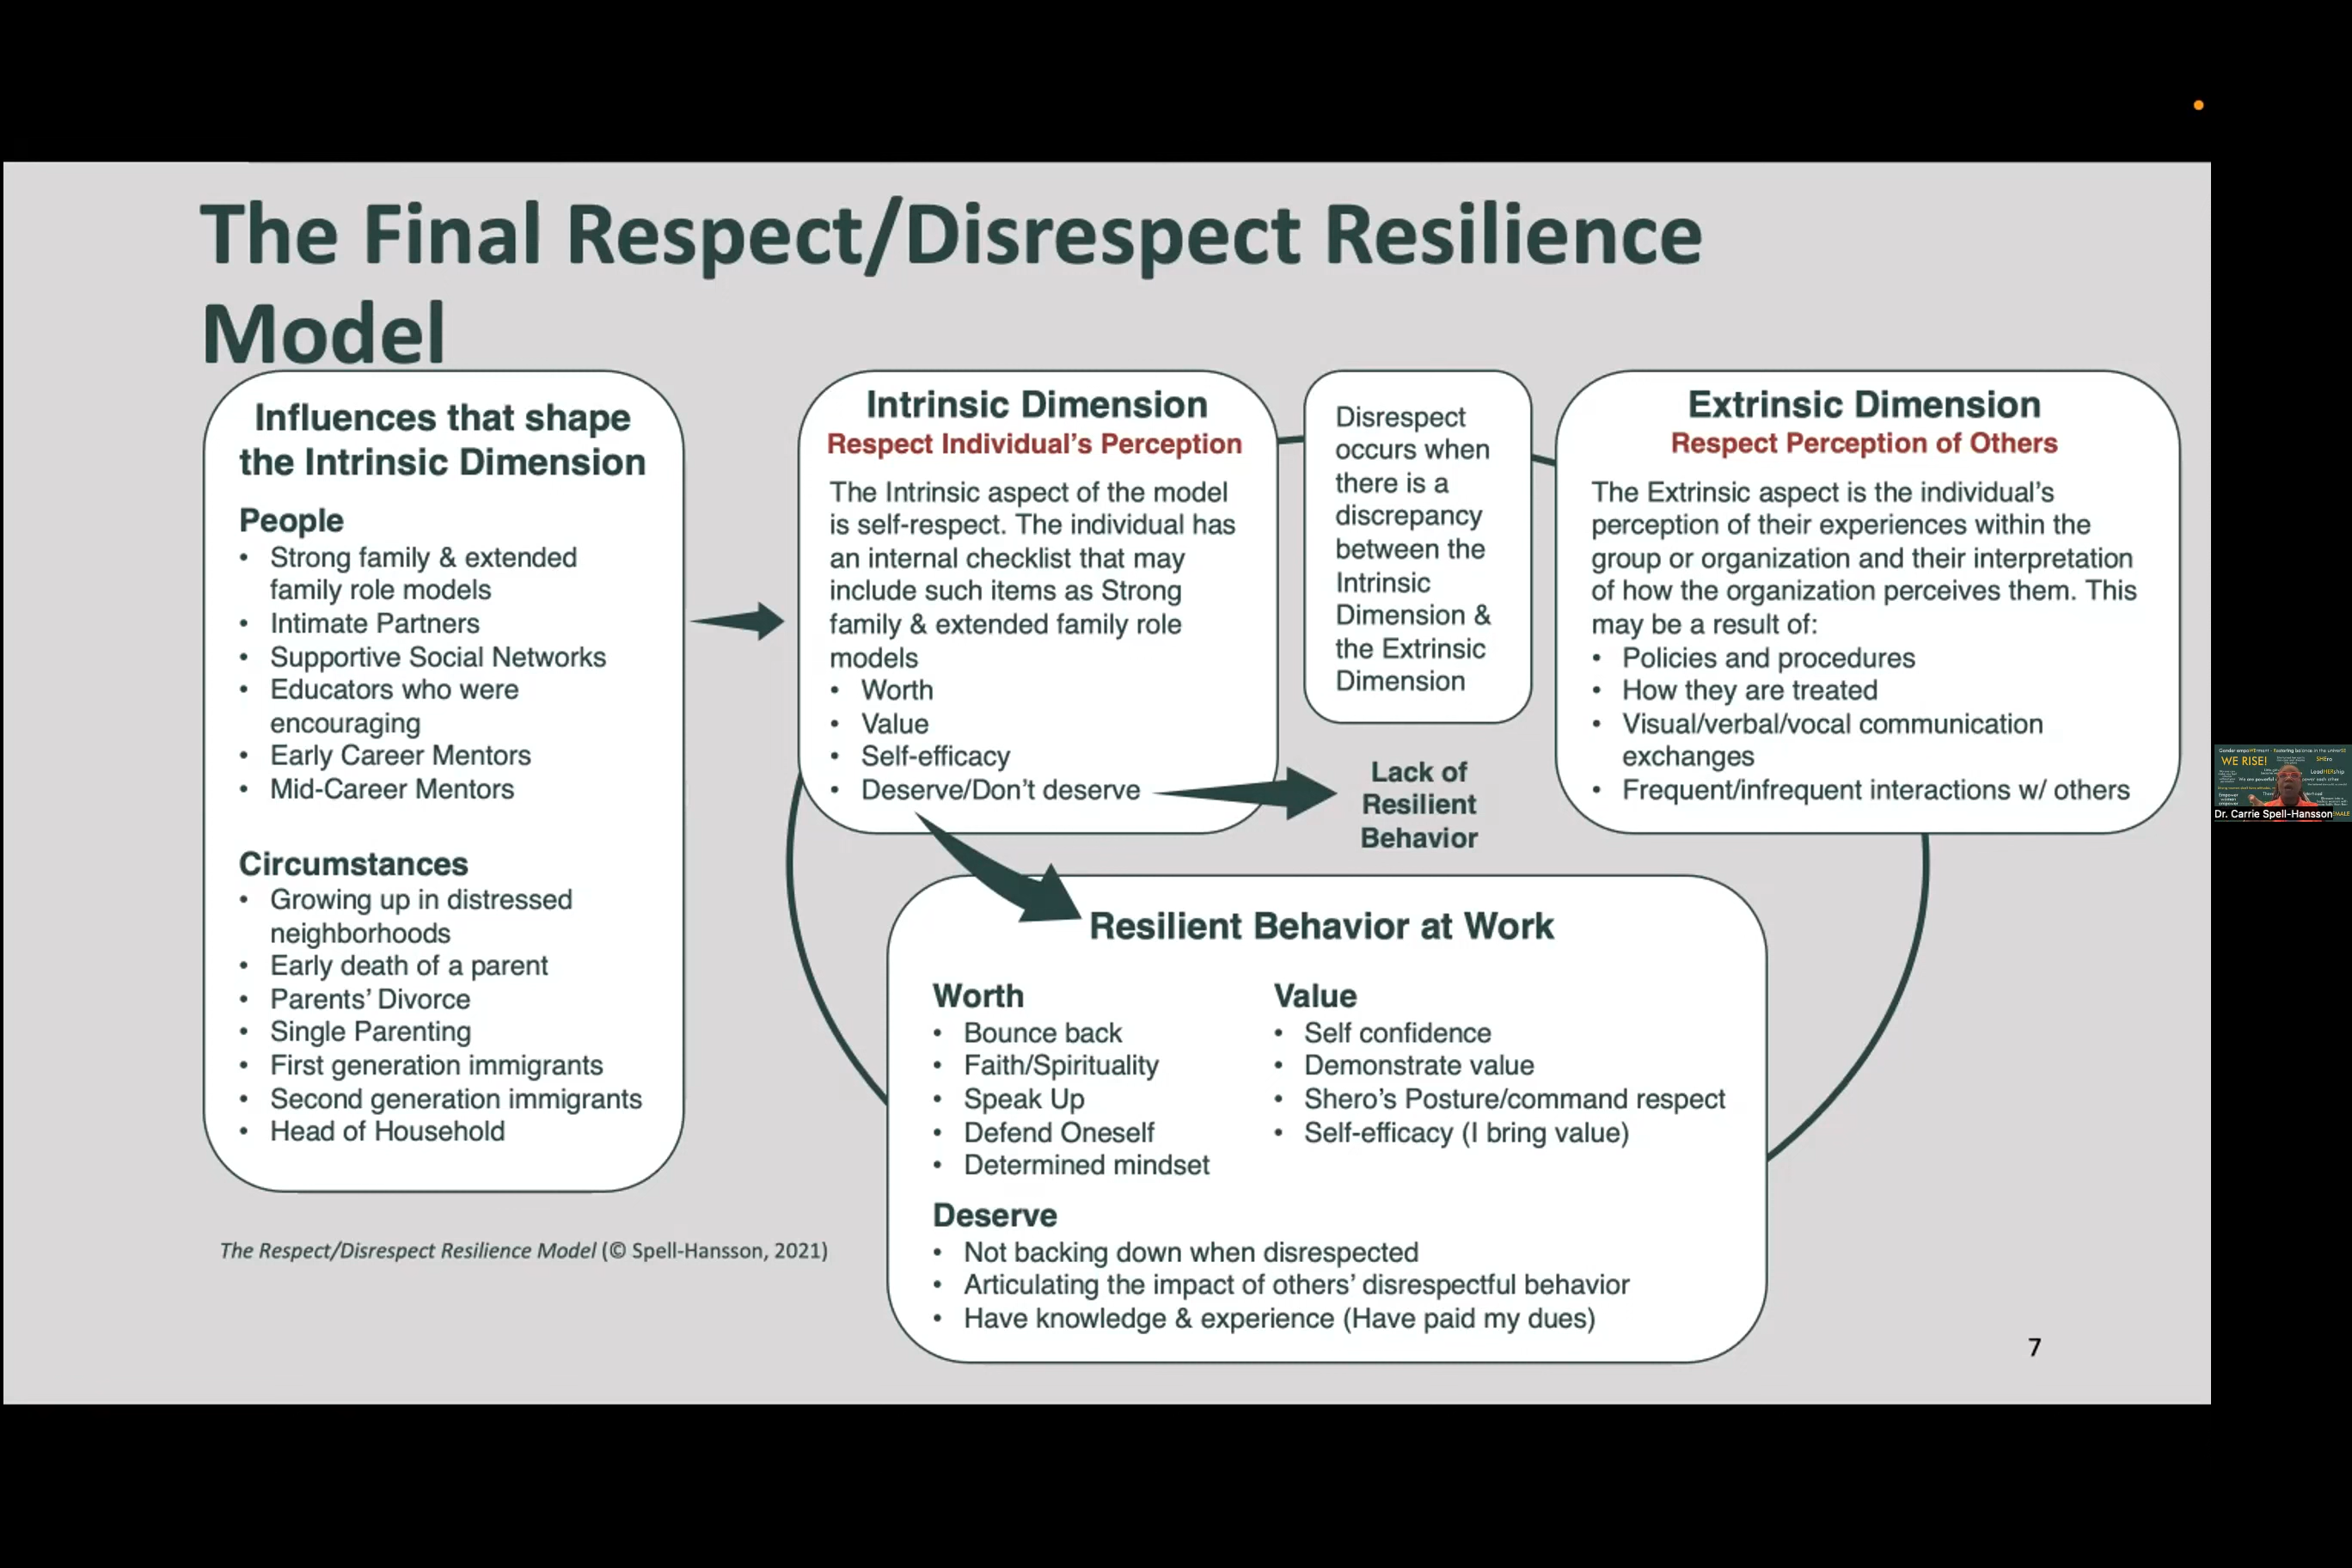 The Final Respect/Disrespect Resilience
Model
Influences that shape
the Intrinsic Dimension
People
• Strong family & extended
family role models
• Intimate Partners
• Supportive Social Networks
• Educators who were
encouraging
• Early Career Mentors
• Mid-Career Mentors
Circumstances
• Growing up in distressed
neighborhoods
• Early death of a parent
• Parents’ Divorce
• Single Parenting
• First generation immigrants
• Second generation immigrants
• Head of Household
Intrinsic Dimension
Respect Individual’s Perception
The Intrinsic aspect of the model
is self-respect. The individual has
an internal checklist that may
include such items as Strong
family & extended family role
models
• Worth
• Value
• Self-efficacy
• Deserve/Don’t deserve
Disrespect
occurs when
there is a
discrepancy
between the
Intrinsic
Dimension &
the Extrinsic
Dimension
Lack of
Resilient
Behavior
Extrinsic Dimension
Respect Perception of Others
The Extrinsic aspect is the individual’s
perception of their experiences within the
group or organization and their interpretation
of how the organization perceives them. This
may be a result of:
• Policies and procedures
• How they are treated
• Visual/verbal/vocal communication
exchanges
• Frequent/infrequent interactions w/ others
Resilient Behavior at Work
Worth
• Bounce back
• Faith/Spirituality
• Speak Up
• Defend Oneself
• Determined mindset
Value
• Self confidence
• Demonstrate value
• Shero’s Posture/command respect
• Self-efficacy (I bring value)
Deserve
• Not backing down when disrespected
• Articulating the impact of others’ disrespectful behavior
• Have knowledge & experience (Have paid my dues)
The Respect/Disrespect Resilience Model (© Spell-Hansson, 2021)
7
WE RISE!
SHEro
LeadHERship
Dr. Carrie Spell-Hansson